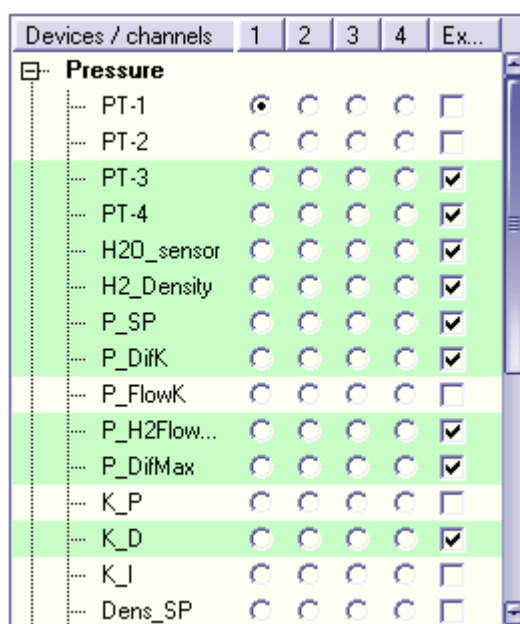 Devices / channels 1 2 3 4 Ex...
Pressure
PT-1
PT-2
PT-3
PT-4
H2O_sensor
H2_Density
P_SP
P_DifK
P_FlowK
P_H2Flow...
P_DifMax
K_P
K_D
K_I
Dens_SP